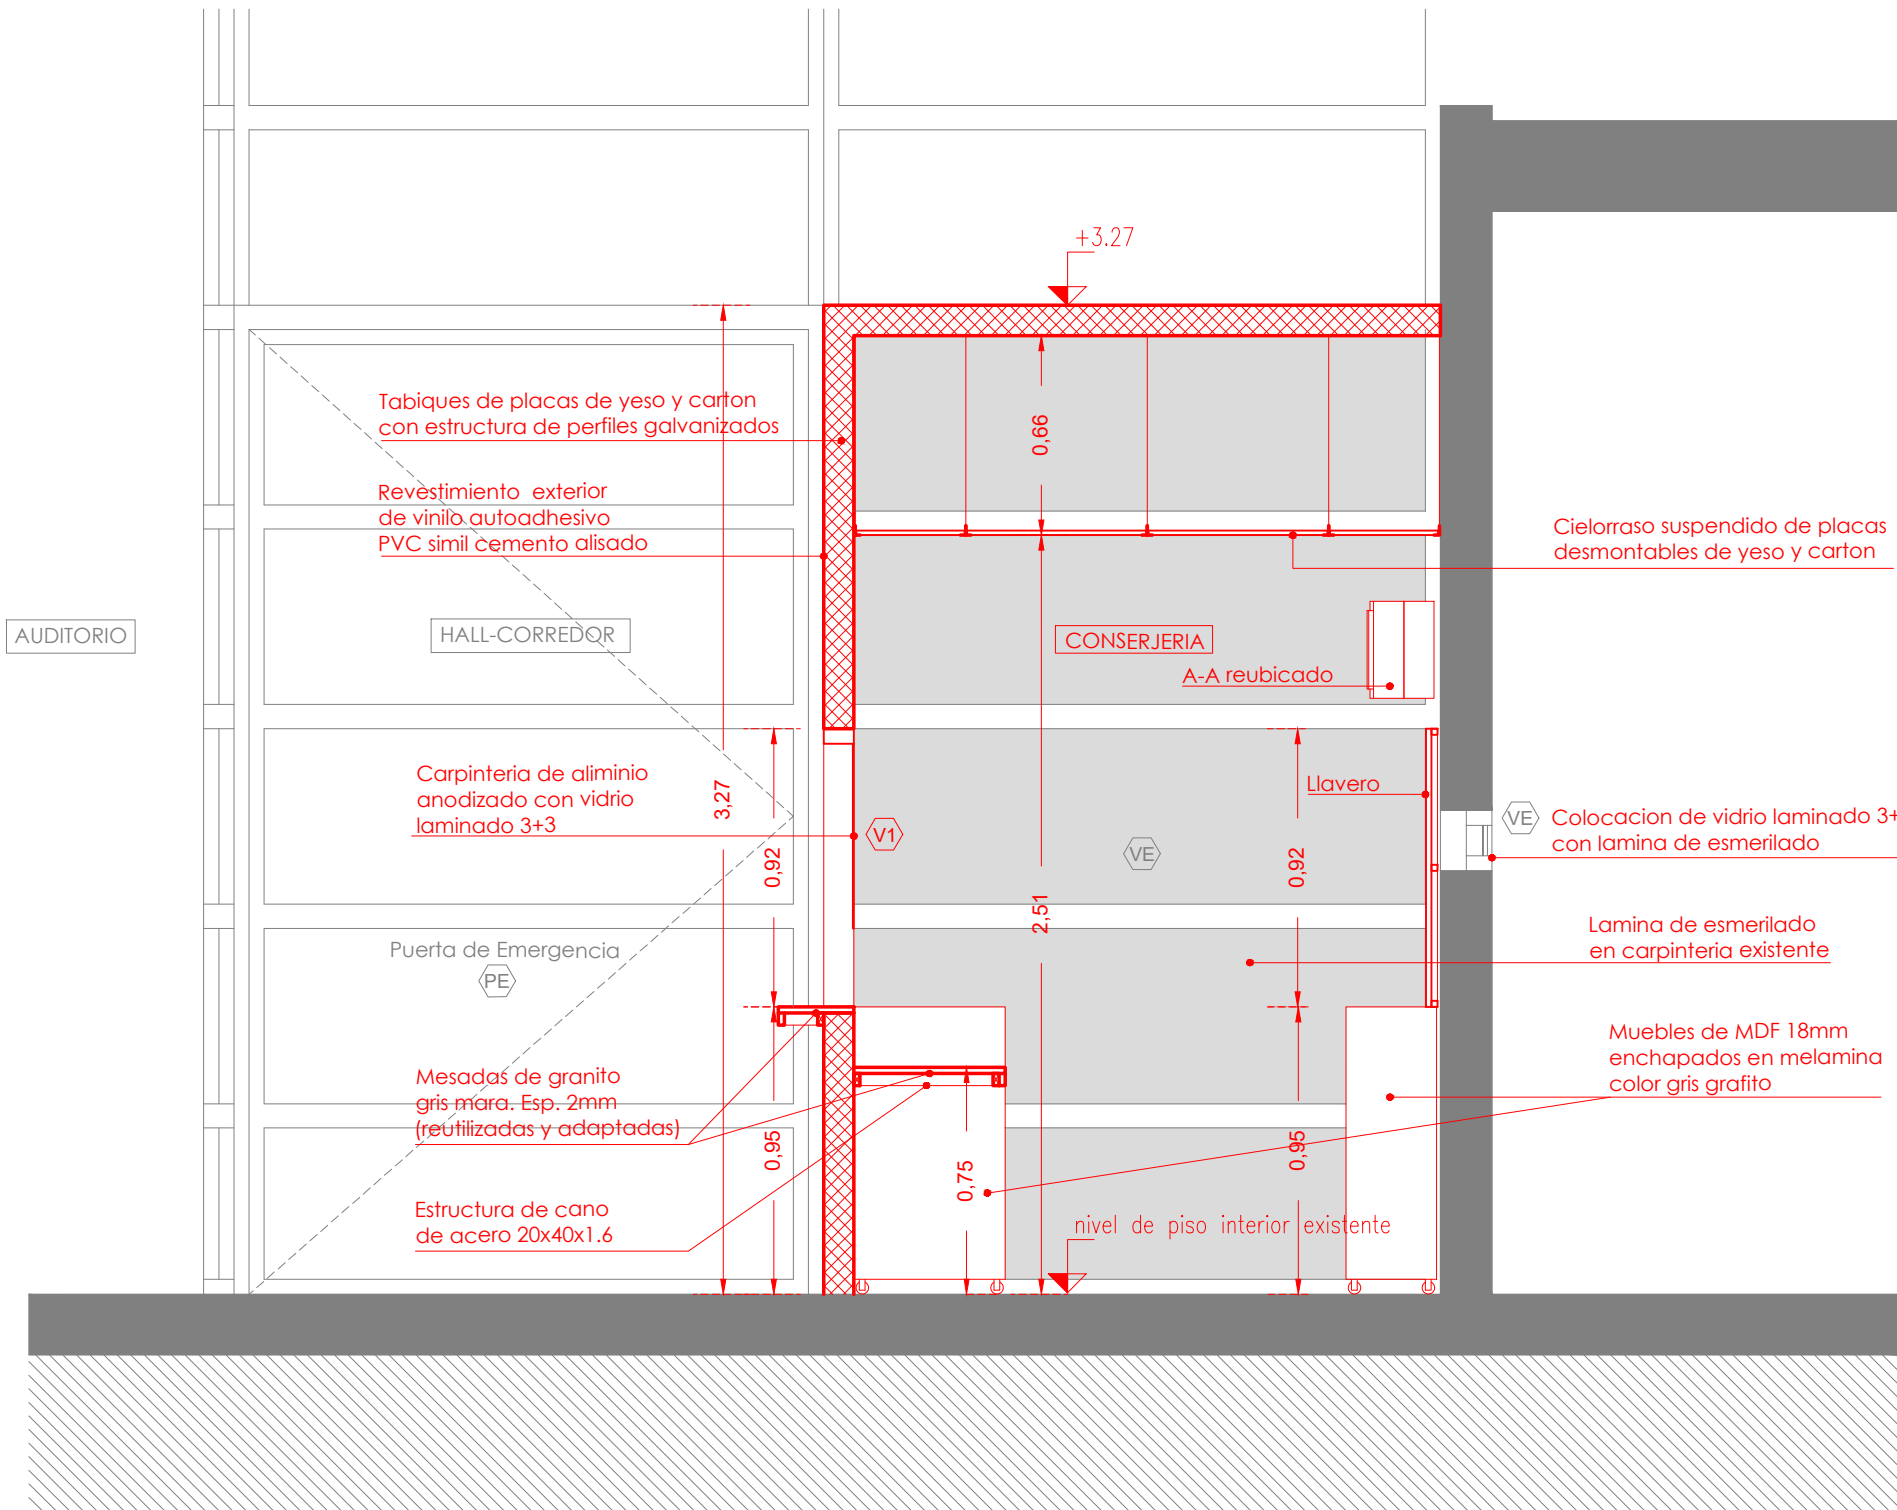 +3.27
Tabiques de placas de yeso y carton
con estructura de perfiles galvanizados
0,66
Revestimiento exterior
de vinilo autoadhesivo
PVC simil cemento alisado
Cielorraso suspendido de placas
desmontables de yeso y carton
AUDITORIO
HALL-CORREDOR
CONSERJERIA
A-A reubicado
Carpinteria de aliminio
anodizado con vidrio
laminado 3+3
3,27
0,92
V1
VE
2,51
0,92
Llavero
VE
Colocacion de vidrio laminado 3+
con lamina de esmerilado
Puerta de Emergencia
PE
Lamina de esmerilado
en carpinteria existente
Muebles de MDF 18mm
enchapados en melamina
color gris grafito
Mesadas de granito
gris mara. Esp. 2mm
(reutilizadas y adaptadas)
0,95
0,75
0,95
Estructura de cano
de acero 20x40x1.6
nivel de piso interior existente